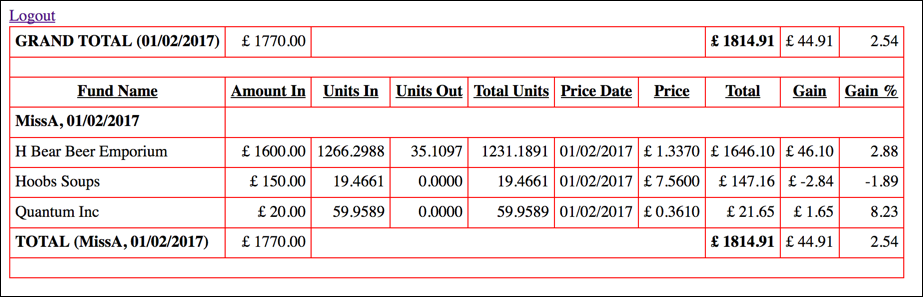 Logout
GRAND TOTAL (01/02/2017) £ 1770.00 £ 1814.91 £ 44.91 2.54
Fund Name Amount In Units In Units Out Total Units Price Date Price Total Gain Gain %
MissA, 01/02/2017
H Bear Beer Emporium £ 1600.00 1266.2988 35.1097 1231.1891 01/02/2017 £ 1.3370 £ 1646.10 £ 46.10 2.88
Hoobs Soups £ 150.00 19.4661 0.0000 19.4661 01/02/2017 £ 7.5600 £ 147.16 £ -2.84 -1.89
Quantum Inc £ 20.00 59.9589 0.0000 59.9589 01/02/2017 £ 0.3610 £ 21.65 £ 1.65 8.23
TOTAL (MissA, 01/02/2017) £ 1770.00 £ 1814.91 £ 44.91 2.54